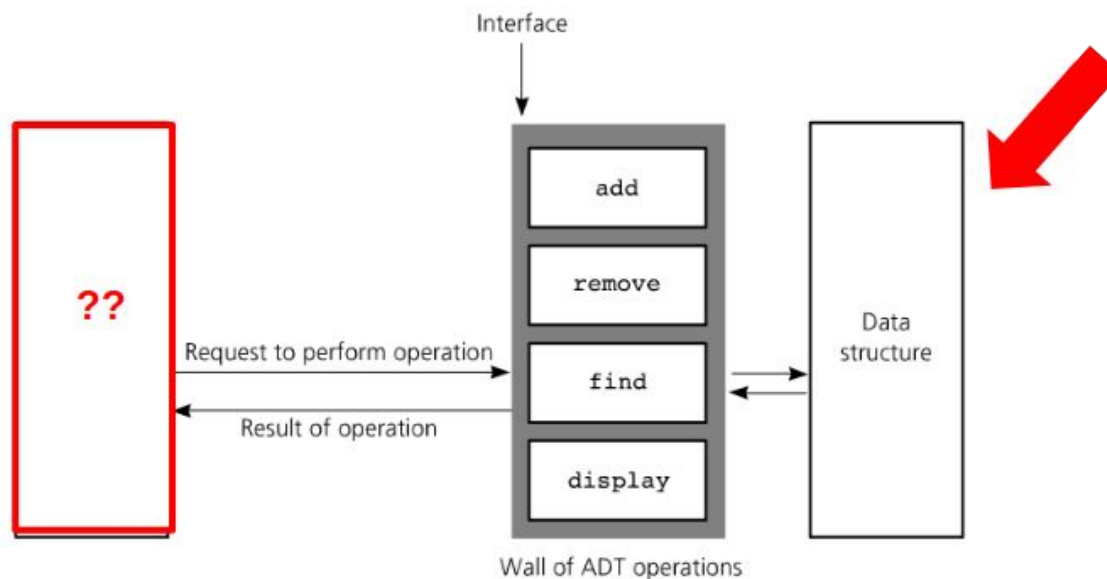 Interface
add
remove
??
Data
structure
Request to perform operation
find
Result of operation
display
Wall of ADT operations